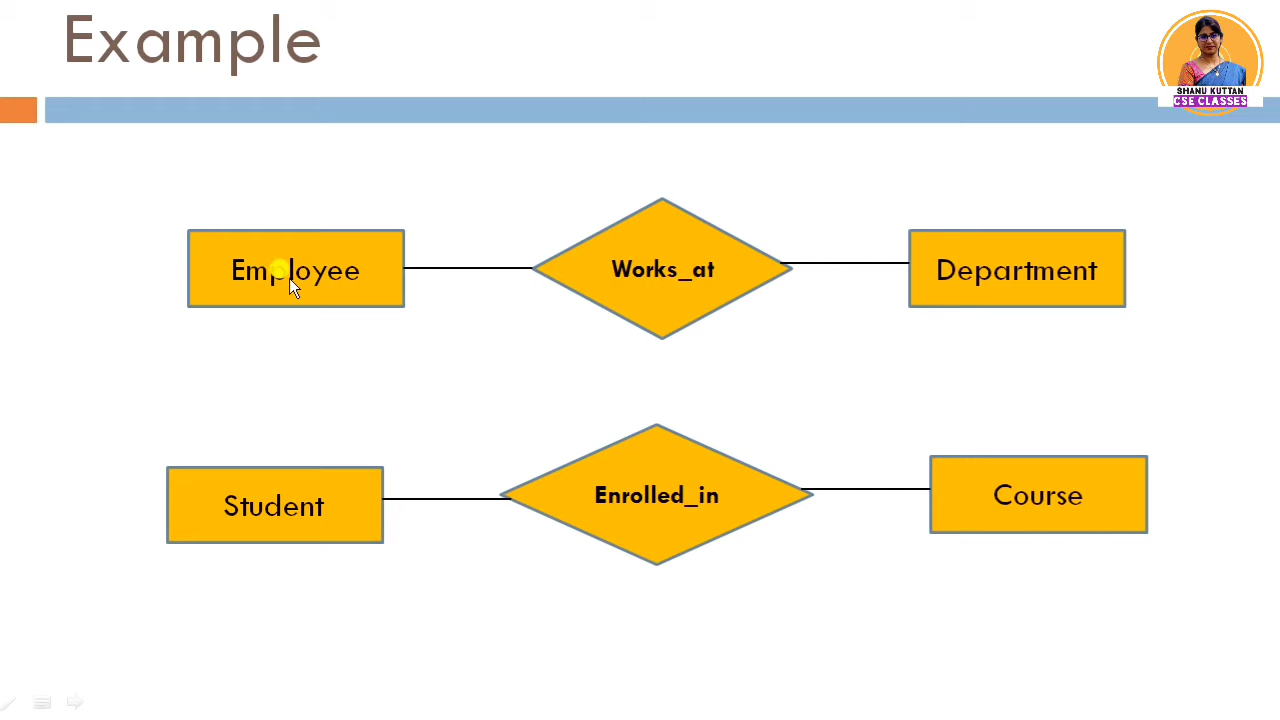 Example
SHANU KUTTAN
CSE CLASSES
Employee
Works_at
Department
Student
Enrolled_in
Course